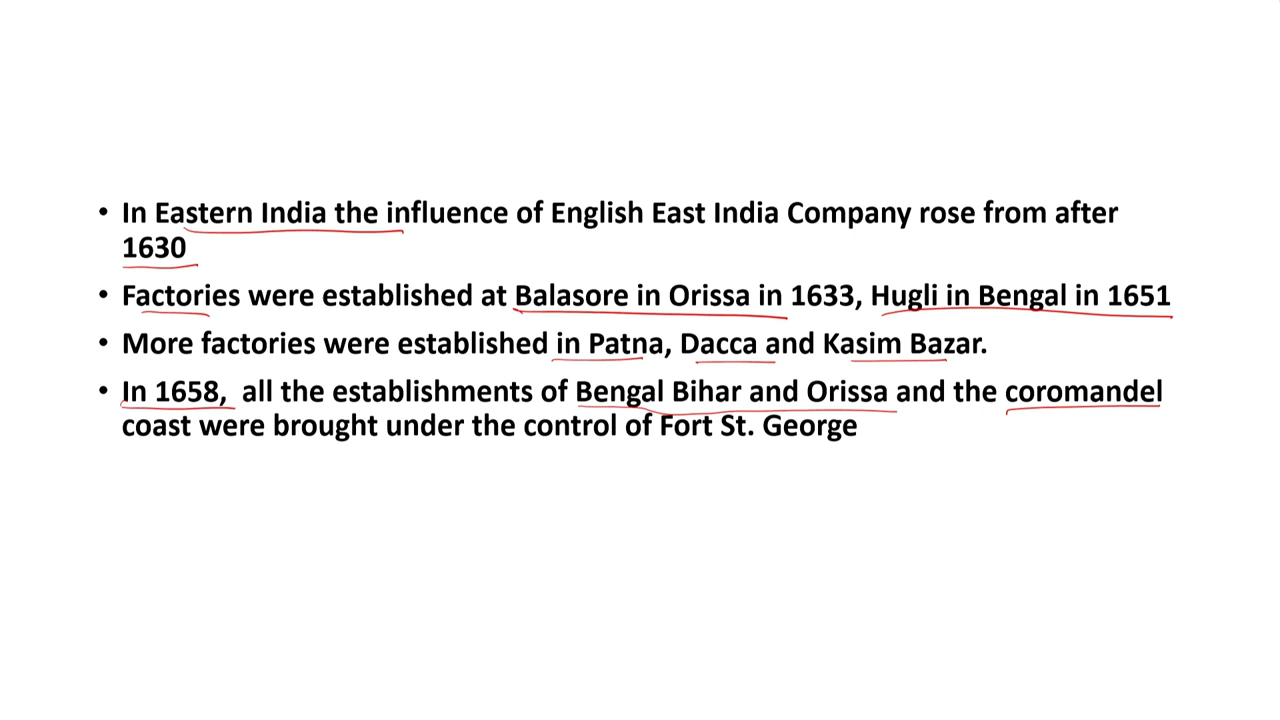 • In Eastern India the influence of English East India Company rose from after
1630
• Factories were established at Balasore in Orissa in 1633, Hugli in Bengal in 1651
• More factories were established in Patna, Dacca and Kasim Bazar.
• In 1658,  all the establishments of Bengal Bihar and Orissa and the coromandel
coast were brought under the control of Fort St. George